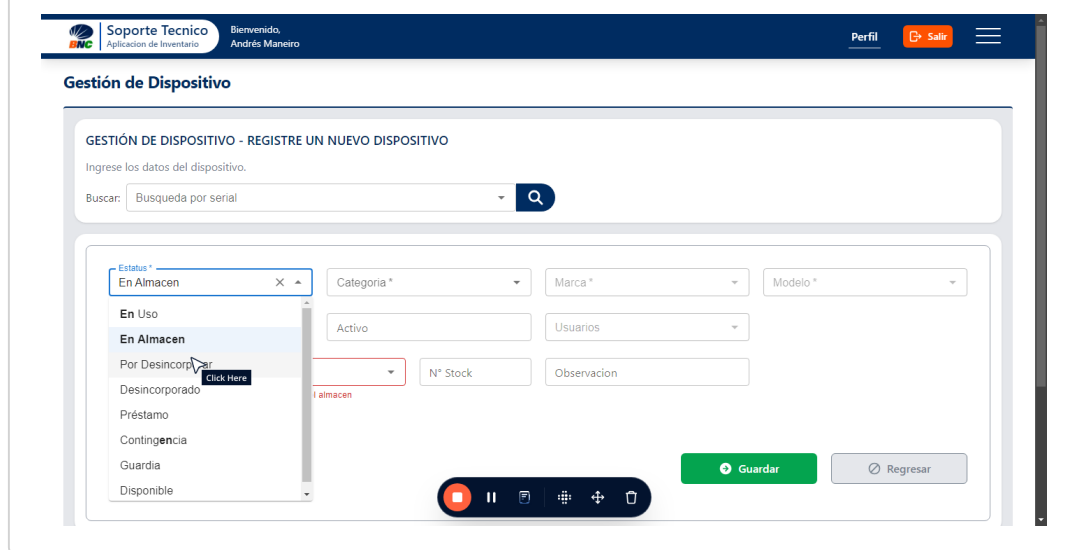 Soporte Tecnico
BNC
Aplicacion de Inventario
Bienvenido,
Andrés Maneiro
Perfil
Salir
Gestión de Dispositivo
GESTIÓN DE DISPOSITIVO - REGISTRE UN NUEVO DISPOSITIVO
Ingrese los datos del dispositivo.
Buscar:
Busqueda por serial
Estatus *
En Almacen
Categoria *
Marca *
Modelo *
En Uso
En Almacen
Por Desincorporar
Click Here
Desincorporado
Préstamo
Contingencia
Guardia
Disponible
Activo
Usuarios
N° Stock
Observacion
l almacen
Guardar
Regresar